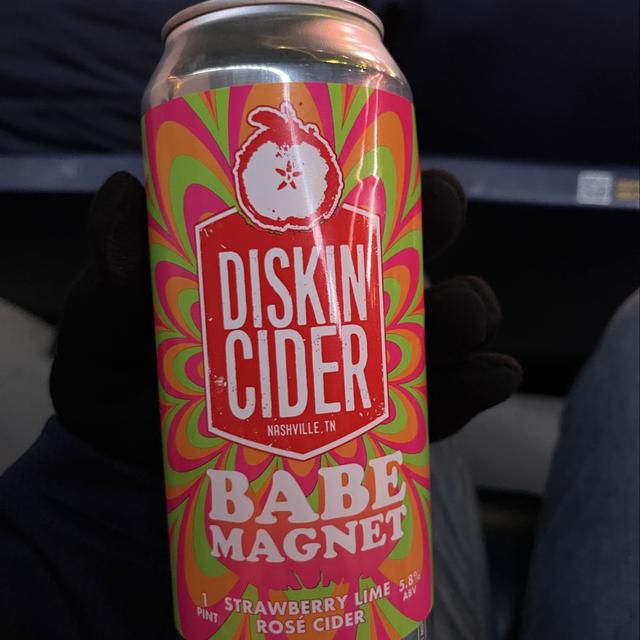 DISKIN
CIDER
NASHVILLE, TN
BABE
MAGNET
1
PINT
STRAWBERRY LIME
ROSÉ CIDER
5.8%
ABV